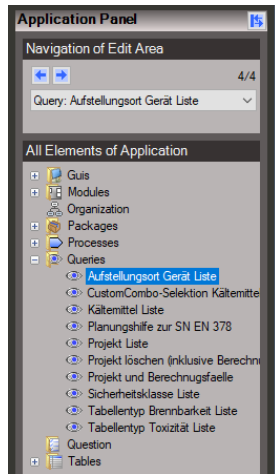 Application Panel
Navigation of Edit Area
4/4
Query: Aufstellungsort Gerät Liste
All Elements of Application
Guis
Modules
Organization
Packages
Processes
Queries
Aufstellungsort Gerät Liste
CustomCombo-Selektion Kältemitte
Kältemittel Liste
Planungshilfe zur SN EN 378
Projekt Liste
Projekt löschen (inklusive Berechnu
Projekt und Berechnugsfaelle
Sicherheitsklasse Liste
Tabellentyp Brennbarkeit Liste
Tabellentyp Toxizität Liste
Question
Tables